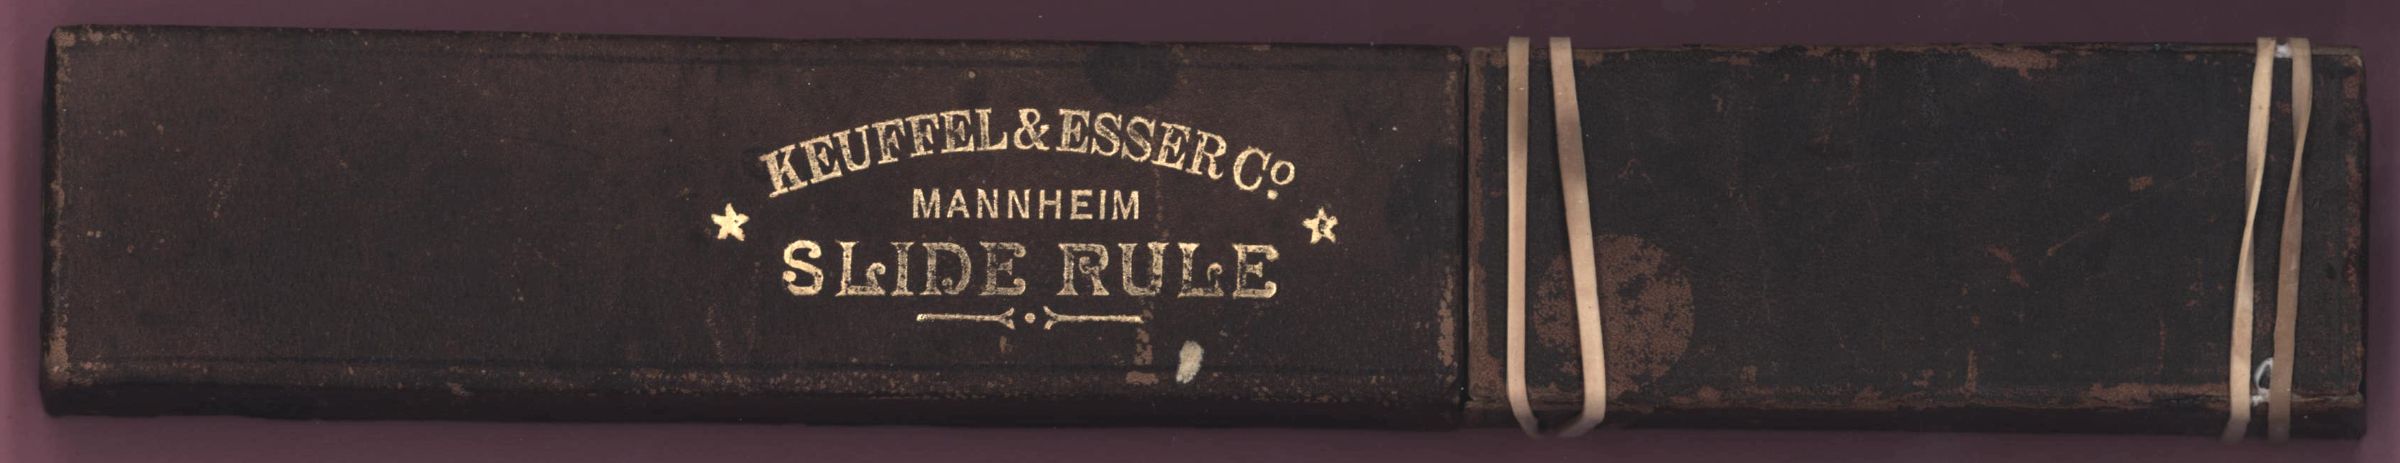 KEUFFEL & ESSER Co.
MANNHEIM
SLIDE RULE